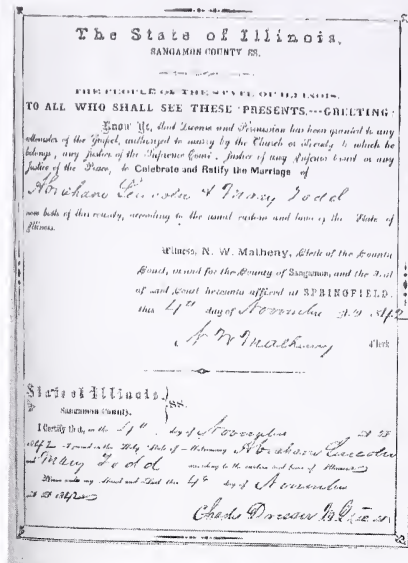 The State of Illinois,
SANGAMON COUNTY SS.
THE PEOPLE OF THE STATE OF ILLINOIS,
TO ALL WHO SHALL SEE THESE PRESENTS,---GREETING
Know Ye, that License and Permission has been granted to any
Minister of the Gospel, authorized to marry by the Church or Society to which he
belongs, any Justice of the Supreme Court, Justice of any Inferior Court or any
Justice of the Peace, to Celebrate and Ratify the Marriage of
Abraham Lincoln & Mary Todd
now both of this county, according to the usual custom and laws of the State of
Illinois.
Witness, N. W. Matheny, Clerk of the County
Court, in and for the County of Sangamon, and the Seal
of said Court hereunto affixed at SPRINGFIELD,
this 4th day of November A.D. 1842
N W Matheny Clerk
State of Illinois,
Sangamon County. SS.
I Certify that, on the 4th day of November A D
1842 I joined in the Holy State of Matrimony Abraham Lincoln
and Mary Todd according to the custom and laws of Illinois
Given under my Hand and Seal this 4th day of November
A D 1842
Charles Dresser